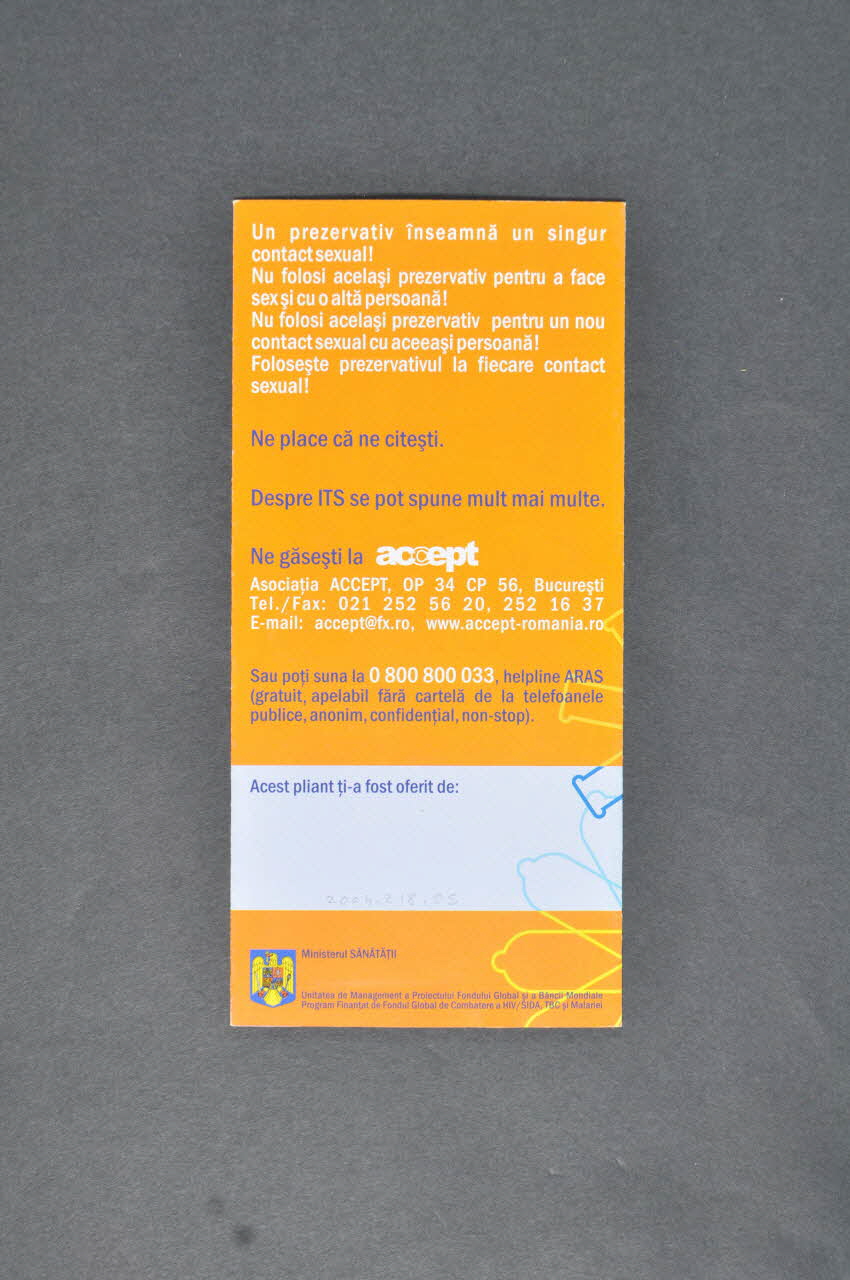 Un prezervativ înseamnă un singur
contact sexual!
Nu folosi acelaşi prezervativ pentru a face
sex şi cu o altă persoană!
Nu folosi acelaşi prezervativ pentru un nou
contact sexual cu aceeaşi persoană!
Foloseşte prezervativul la fiecare contact
sexual!
Ne place că ne citeşti.
Despre ITS se pot spune mult mai multe.
Ne găseşti la accept
Asociaţia ACCEPT, OP 34 CP 56, Bucureşti
Tel./Fax: 021 252 56 20, 252 16 37
E-mail: accept@fx.ro, www.accept-romania.ro
Sau poţi suna la 0 800 800 033, helpline ARAS
(gratuit, apelabil fără cartelă de la telefoanele
publice, anonim, confidenţial, non-stop).
Acest pliant ţi-a fost oferit de:
2004.218.05
Ministerul SĂNĂTĂŢII
Unitatea de Management a Proiectului Fondului Global şi a Băncii Mondiale
Program Finanţat de Fondul Global de Combatere a HIV/SIDA, TBC şi Malariei